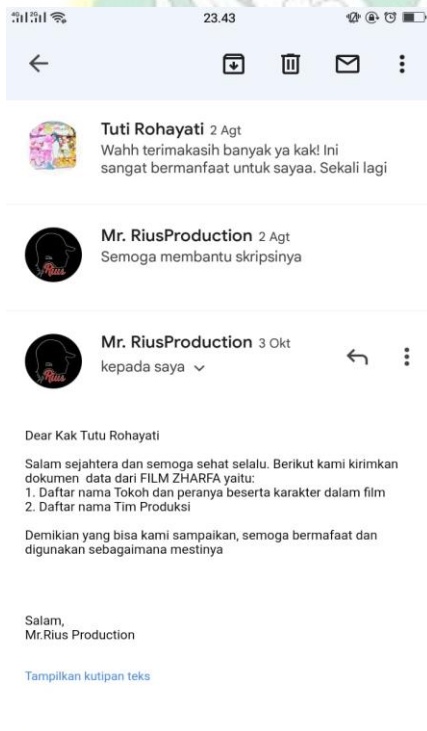 23.43
Tuti Rohayati 2 Agt
Wahh terimakasih banyak ya kak! Ini
sangat bermanfaat untuk sayaa. Sekali lagi
Mr. RiusProduction 2 Agt
Semoga membantu skripsinya
Mr. RiusProduction 3 Okt
kepada saya
Dear Kak Tutu Rohayati
Salam sejahtera dan semoga sehat selalu. Berikut kami kirimkan
dokumen data dari FILM ZHARFA yaitu:
1. Daftar nama Tokoh dan peranya beserta karakter dalam film
2. Daftar nama Tim Produksi
Demikian yang bisa kami sampaikan, semoga bermafaat dan
digunakan sebagaimana mestinya
Salam,
Mr.Rius Production
Tampilkan kutipan teks